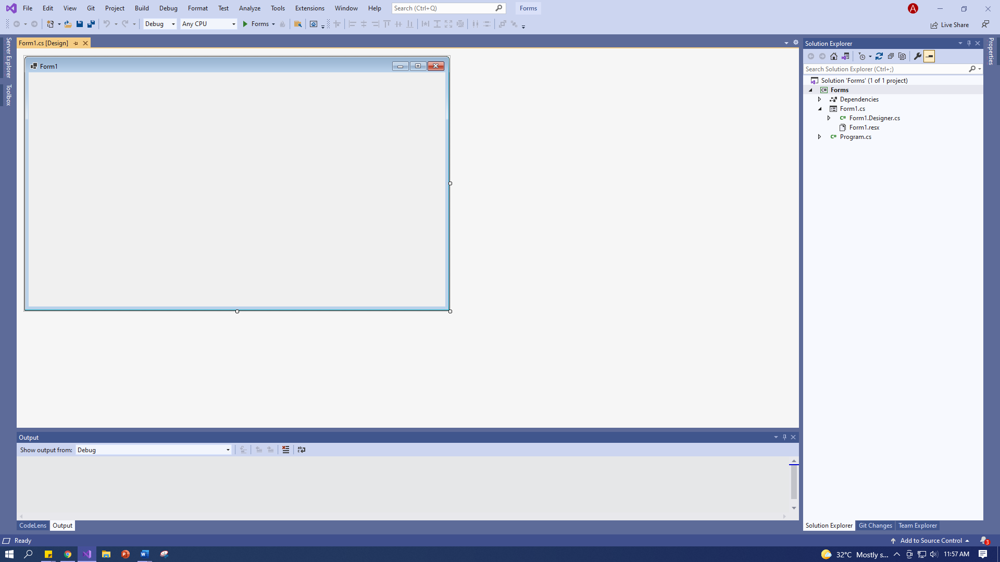 File Edit View Git Project Build Debug Format Test Analyze Tools Extensions Window Help Search (Ctrl+Q) Forms A
Debug Any CPU Forms Live Share
Server Explorer
Toolbox
Form1.cs [Design]
Form1
Solution Explorer
Search Solution Explorer (Ctrl+;)
Solution 'Forms' (1 of 1 project)
C# Forms
Dependencies
Form1.cs
C# Form1.Designer.cs
Form1.resx
C# Program.cs
Properties
Output
Show output from: Debug
CodeLens Output
Solution Explorer Git Changes Team Explorer
Ready
Add to Source Control 3
32°C Mostly s... 11:57 AM